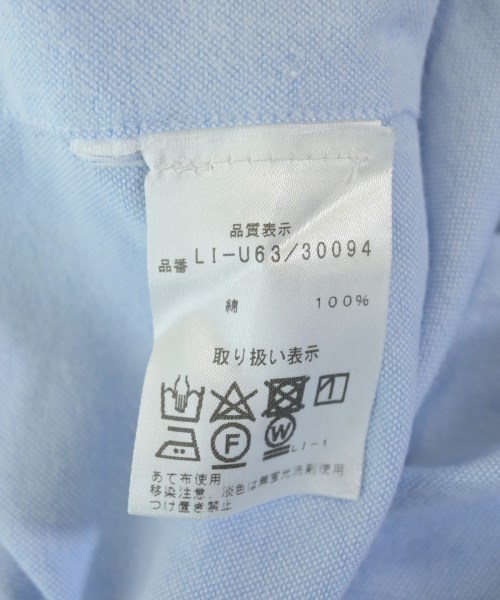 品質表示
品番 LI-U63/30094
綿 100%
取り扱い表示
F W
LI-1
あて布使用
移染注意、淡色は無蛍光洗剤使用
つけ置き禁止